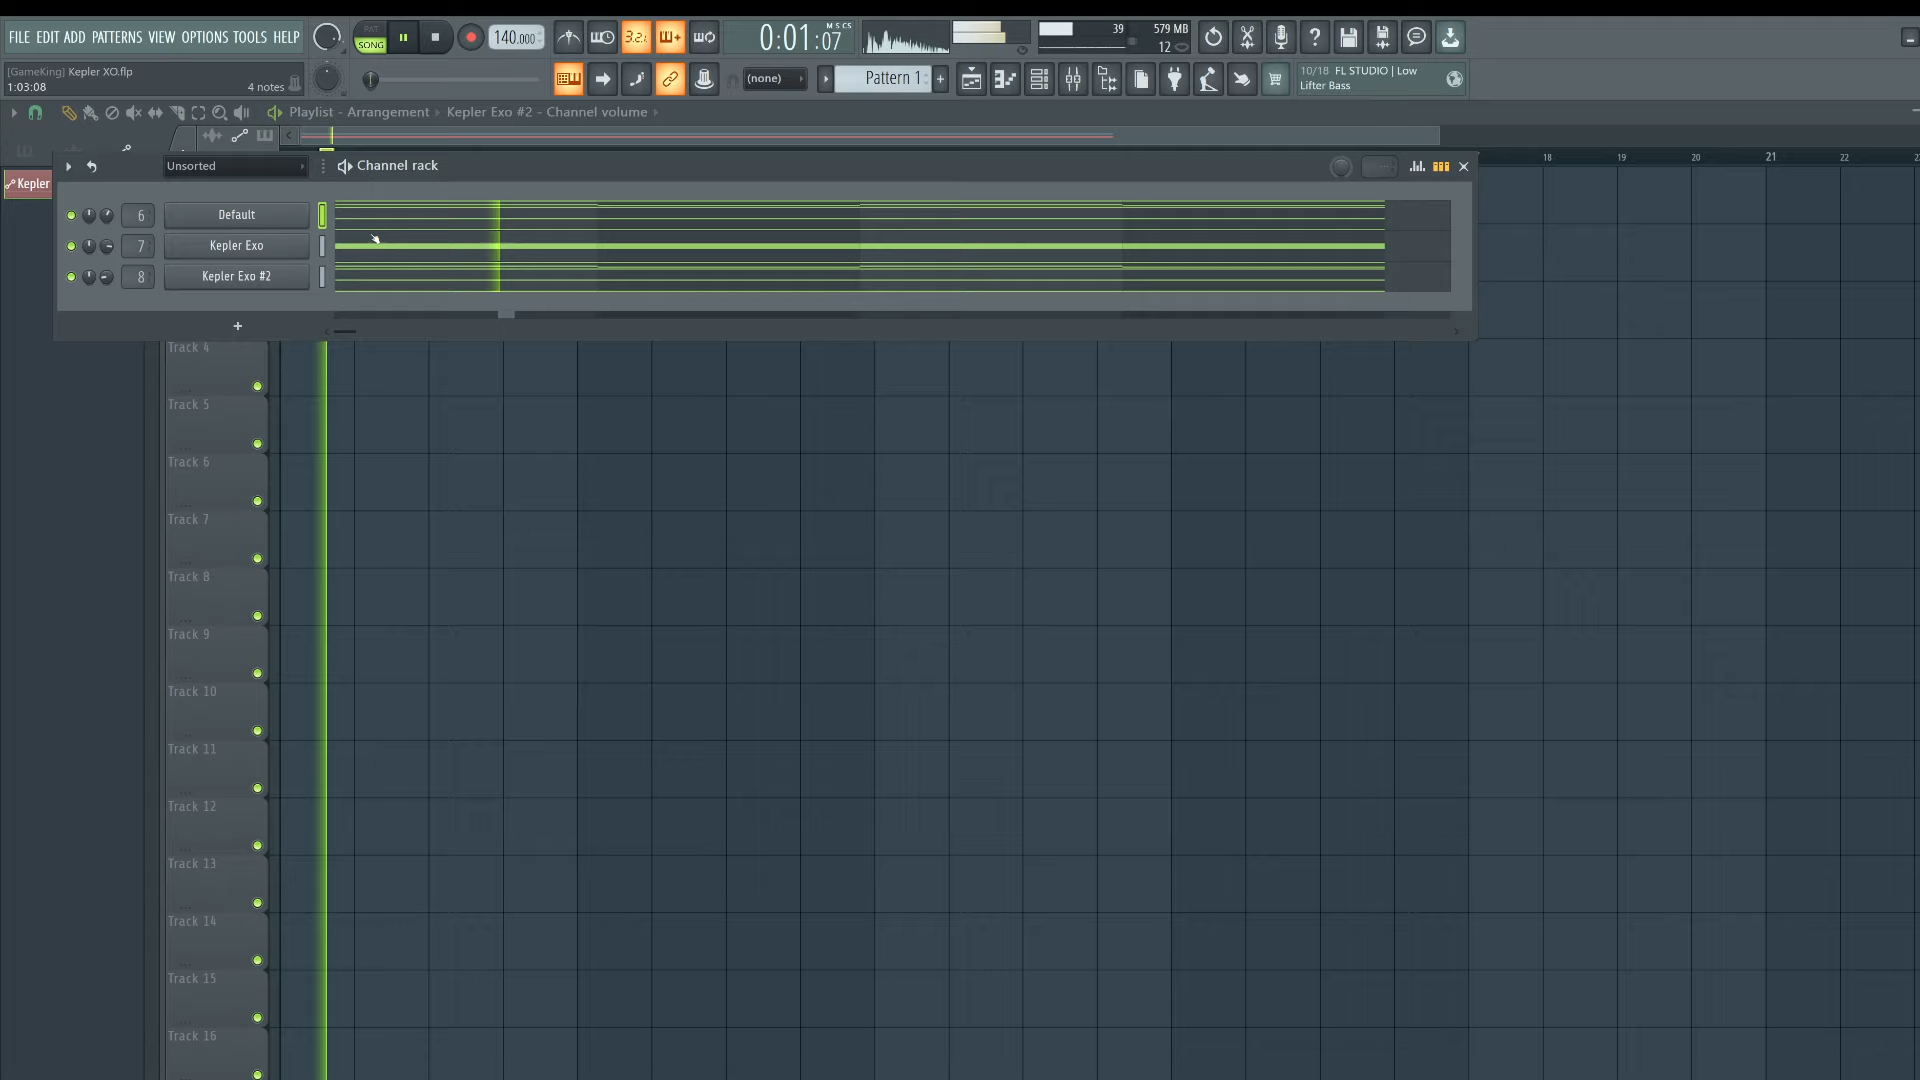 FILE EDIT ADD PATTERNS VIEW OPTIONS TOOLS HELP
PAT
SONG
140.000
3.2.
0:01:07
M:S:CS
39
579 MB
12
[GameKing] Kepler XO.flp
1:03:08
4 notes
(none)
Pattern 1
10/18 FL STUDIO | Low
Lifter Bass
Playlist - Arrangement › Kepler Exo #2 - Channel volume ›
Unsorted
Channel rack
18
19
20
21
22
Kepler
6
Default
7
Kepler Exo
8
Kepler Exo #2
+
Track 4
Track 5
Track 6
Track 7
Track 8
Track 9
Track 10
Track 11
Track 12
Track 13
Track 14
Track 15
Track 16